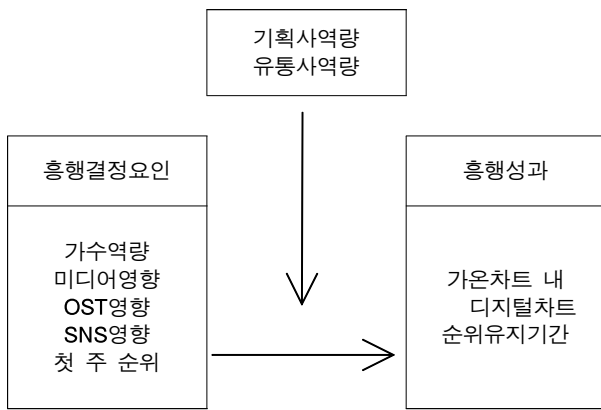 기획사역량
유통사역량
흥행결정요인
가수역량
미디어영향
OST영향
SNS영향
첫 주 순위
흥행성과
가온차트 내
디지털차트
순위유지기간